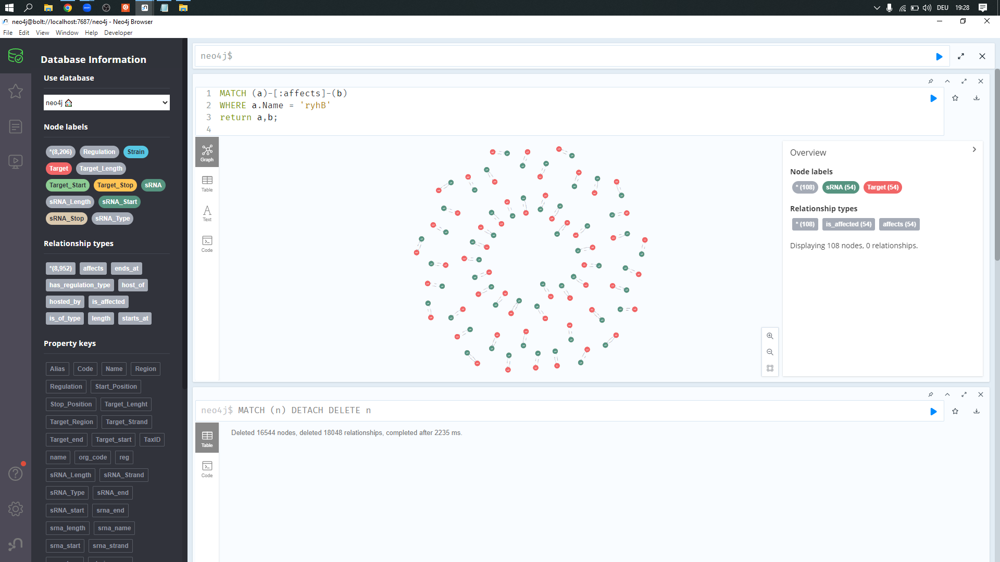 DEU 19:28
neo4j@bolt://localhost:7687/neo4j - Neo4j Browser
File Edit View Window Help Developer
Database Information
Use database
neo4j
Node labels
*(8,206) Regulation Strain
Target Target_Length
Target_Start Target_Stop sRNA
sRNA_Length sRNA_Start
sRNA_Stop sRNA_Type
Relationship types
*(8,952) affects ends_at
has_regulation_type host_of
hosted_by is_affected
is_of_type length starts_at
Property keys
Alias Code Name Region
Regulation Start_Position
Stop_Position Target_Lenght
Target_Region Target_Strand
Target_end Target_start TaxID
name org_code reg
sRNA_Length sRNA_Strand
sRNA_Type sRNA_end
sRNA_start srna_end
srna_length srna_name
srna_start srna_strand
neo4j$
1 MATCH (a)-[:affects]-(b)
2 WHERE a.Name = 'ryhB'
3 return a,b;
4
Graph
Table
Text
Code
Overview
Node labels
* (108) sRNA (54) Target (54)
Relationship types
* (108) is_affected (54) affects (54)
Displaying 108 nodes, 0 relationships.
neo4j$ MATCH (n) DETACH DELETE n
Table
Code
Deleted 16544 nodes, deleted 18048 relationships, completed after 2235 ms.